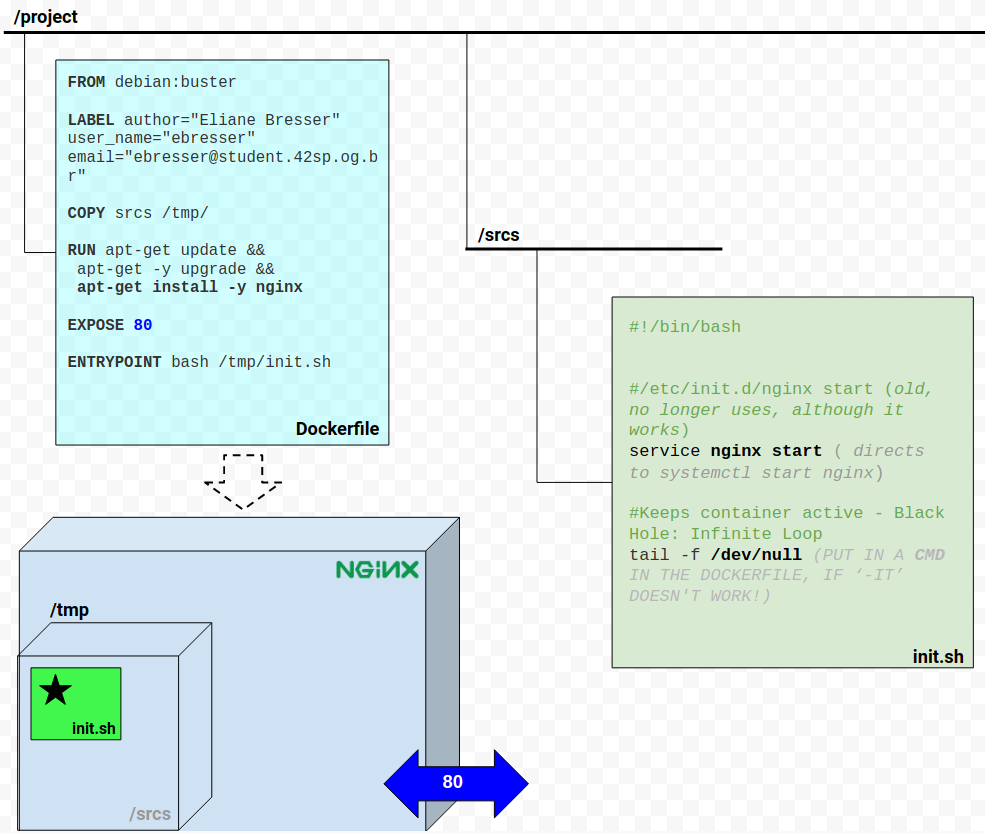 /project
FROM debian:buster
LABEL author="Eliane Bresser"
user_name="ebresser"
email="ebresser@student.42sp.og.b
r"
COPY srcs /tmp/
RUN apt-get update &&
apt-get -y upgrade &&
apt-get install -y nginx
EXPOSE 80
ENTRYPOINT bash /tmp/init.sh
Dockerfile
/srcs
#!/bin/bash
#/etc/init.d/nginx start (old,
no longer uses, although it
works)
service nginx start ( directs
to systemctl start nginx)
#Keeps container active - Black
Hole: Infinite Loop
tail -f /dev/null (PUT IN A CMD
IN THE DOCKERFILE, IF ‘-IT’
DOESN'T WORK!)
init.sh
NGINX
/tmp
init.sh
/srcs
80